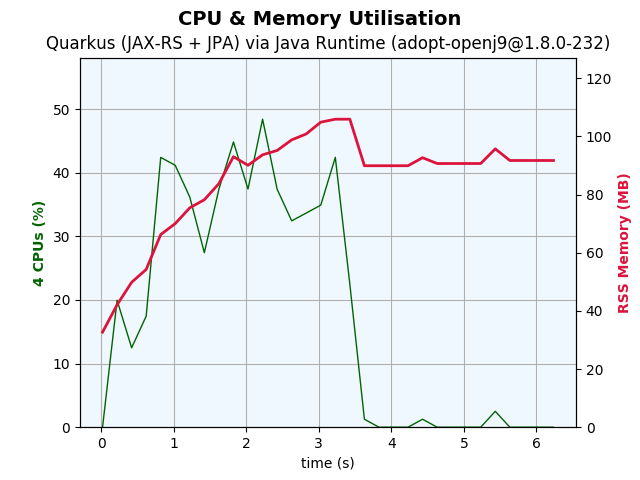 CPU & Memory Utilisation
Quarkus (JAX-RS + JPA) via Java Runtime (adopt-openj9@1.8.0-232)
4 CPUs (%)
50
40
30
20
10
0
120
100
80
60
40
20
0
RSS Memory (MB)
0 1 2 3 4 5 6
time (s)